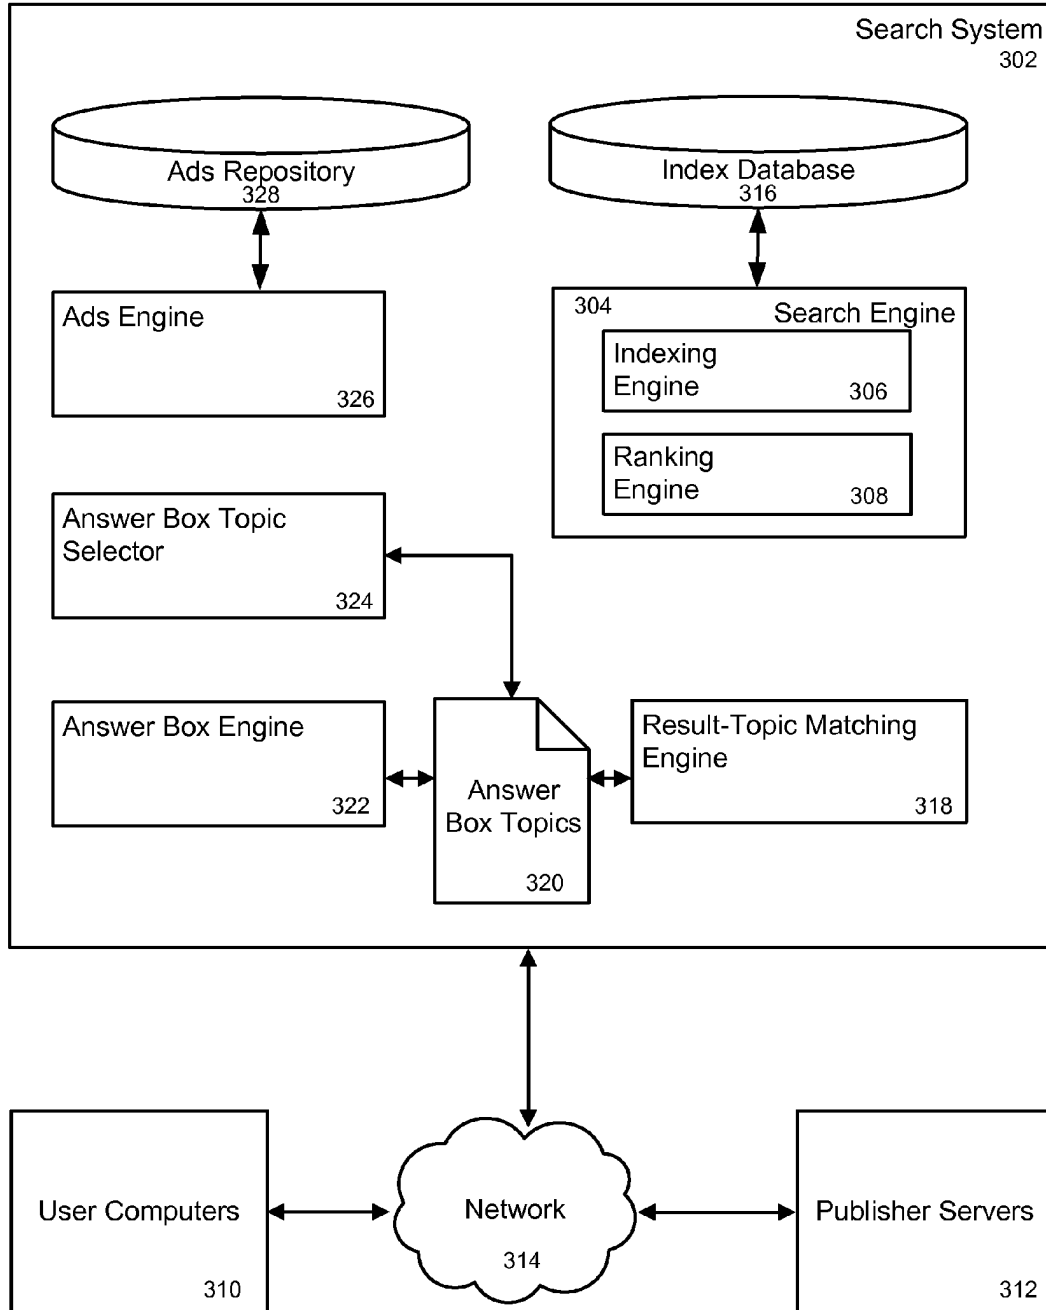 Search System
302
Ads Repository
328
Index Database
316
Ads Engine
326
304
Search Engine
Indexing
Engine
306
Ranking
Engine
308
Answer Box Topic
Selector
324
Answer Box Engine
322
Answer
Box Topics
320
Result-Topic Matching
Engine
318
User Computers
310
Network
314
Publisher Servers
312